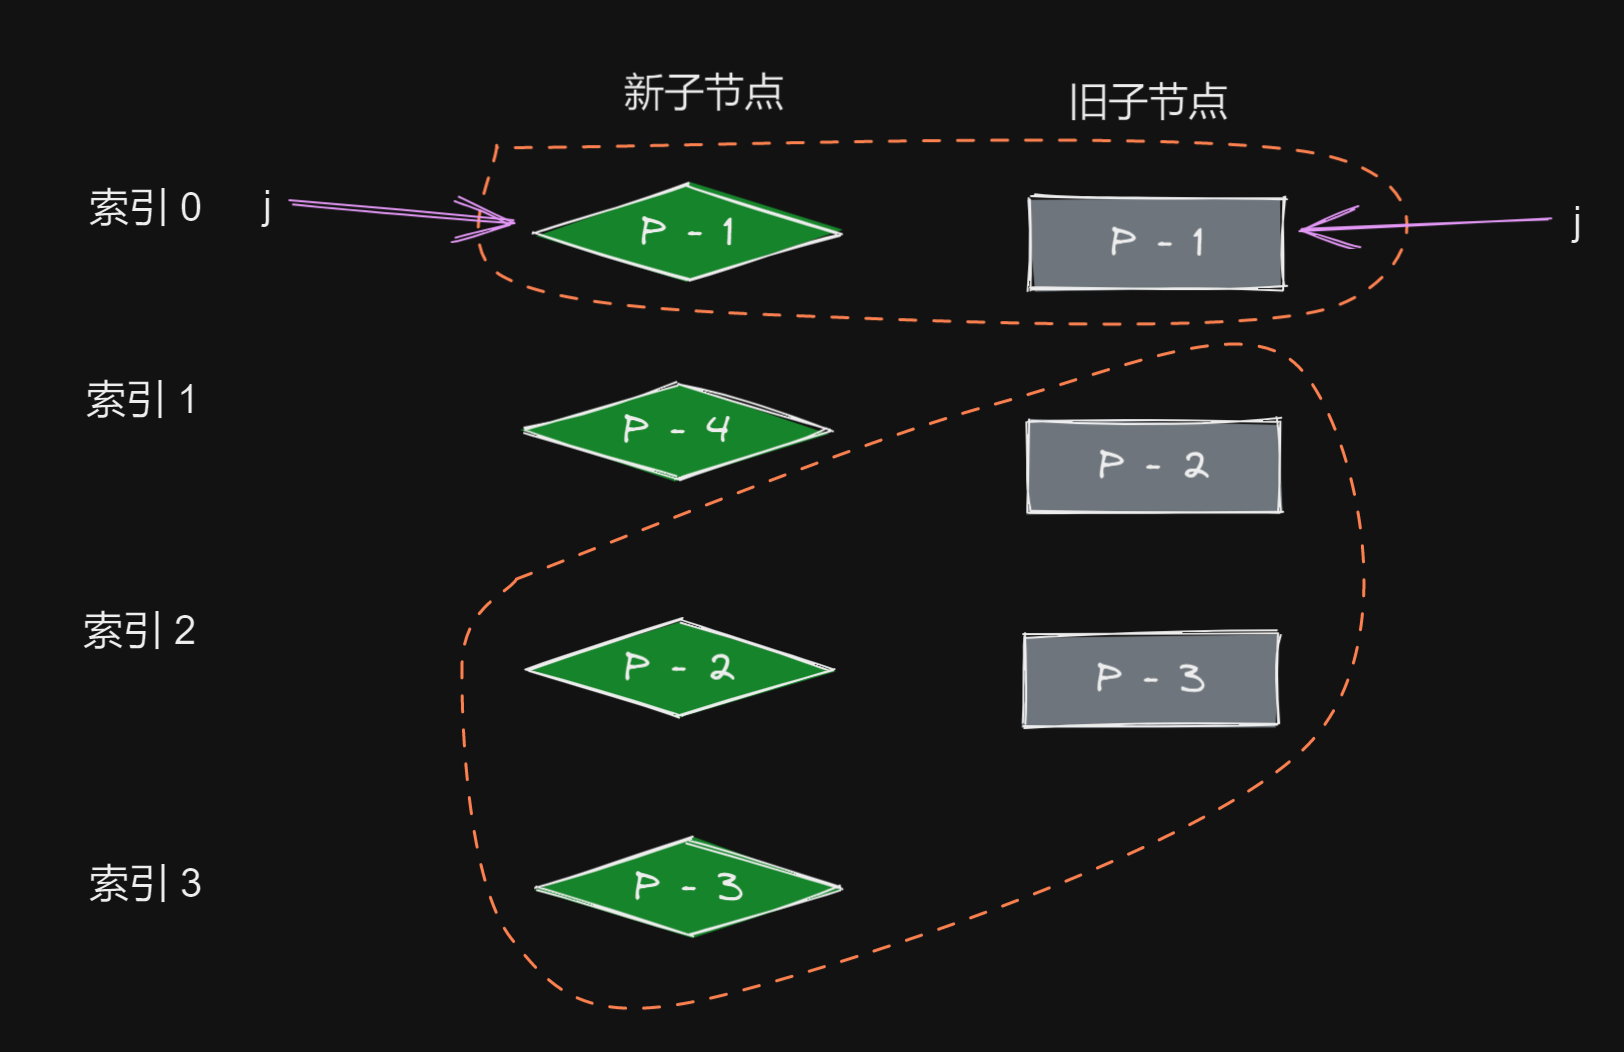 新子节点
旧子节点
索引 0
j
P - 1
P - 1
j
索引 1
P - 4
P - 2
索引 2
P - 2
P - 3
索引 3
P - 3